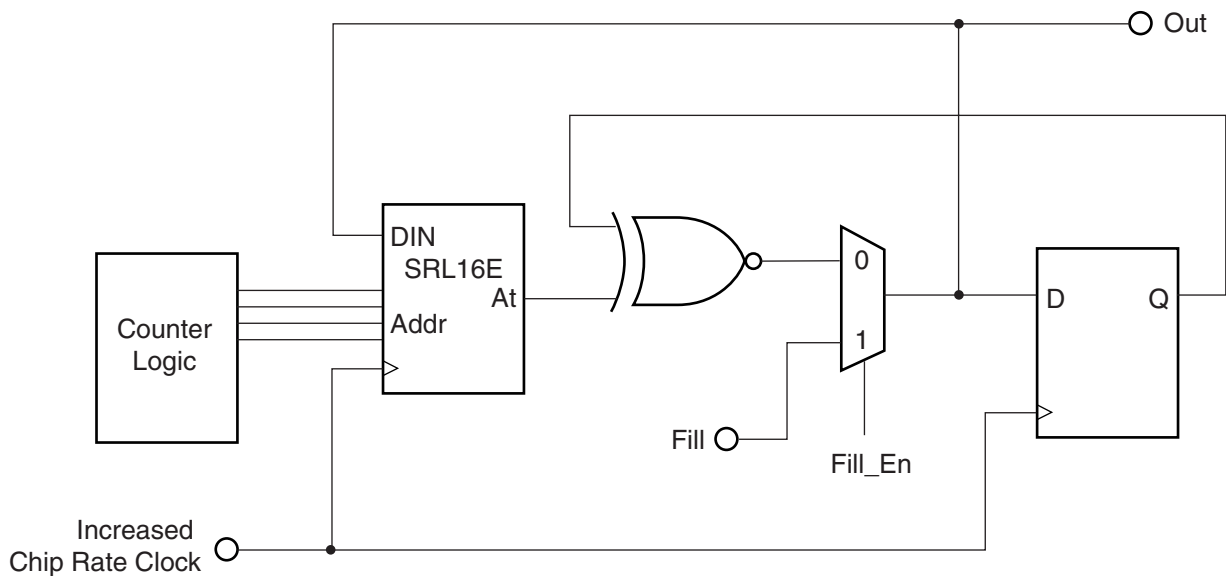 Out
DIN
SRL16E
At
Addr
Counter
Logic
0
1
D
Q
Fill
Fill_En
Increased
Chip Rate Clock